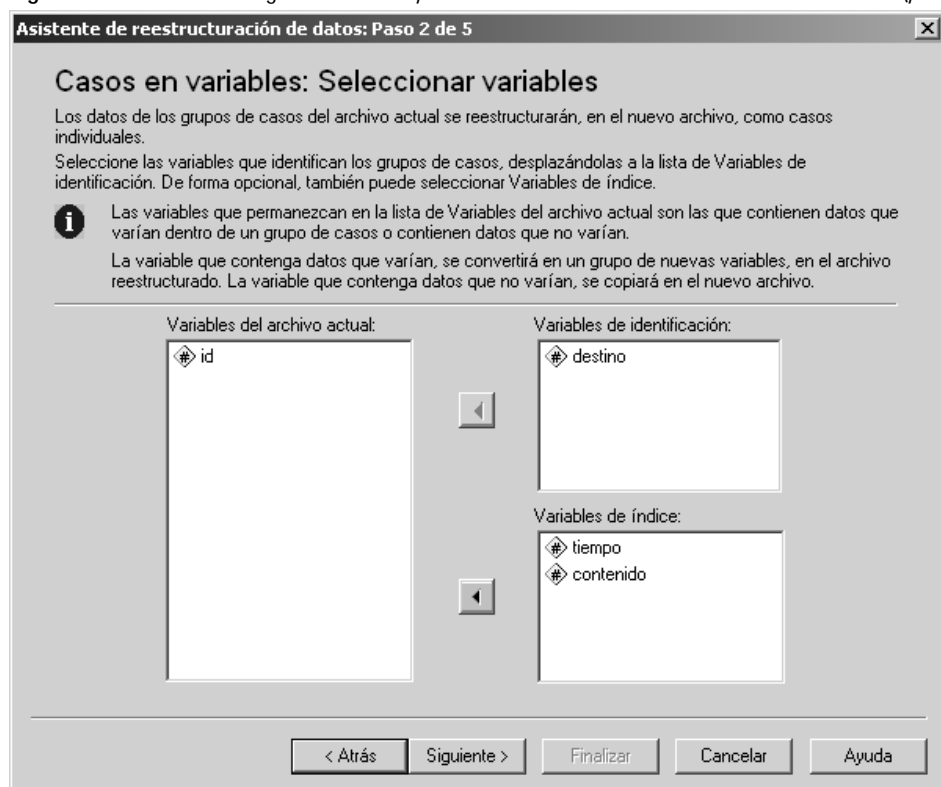 Asistente de reestructuración de datos: Paso 2 de 5
Casos en variables: Seleccionar variables
Los datos de los grupos de casos del archivo actual se reestructurarán, en el nuevo archivo, como casos
individuales.
Seleccione las variables que identifican los grupos de casos, desplazándolas a la lista de Variables de
identificación. De forma opcional, también puede seleccionar Variables de índice.
Las variables que permanezcan en la lista de Variables del archivo actual son las que contienen datos que
varían dentro de un grupo de casos o contienen datos que no varían.
La variable que contenga datos que varían, se convertirá en un grupo de nuevas variables, en el archivo
reestructurado. La variable que contenga datos que no varían, se copiará en el nuevo archivo.
Variables del archivo actual:
# id
Variables de identificación:
# destino
Variables de índice:
# tiempo
# contenido
< Atrás
Siguiente >
Finalizar
Cancelar
Ayuda